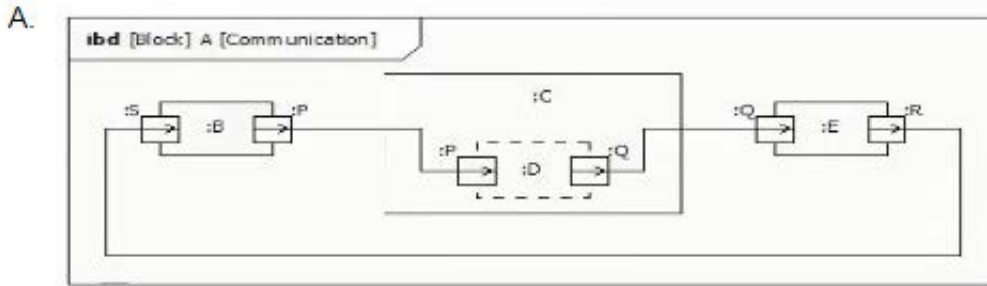 A.
ibd [Block] A [Communication]
:C
:S :B :P
:Q :E :R
:P :D :Q